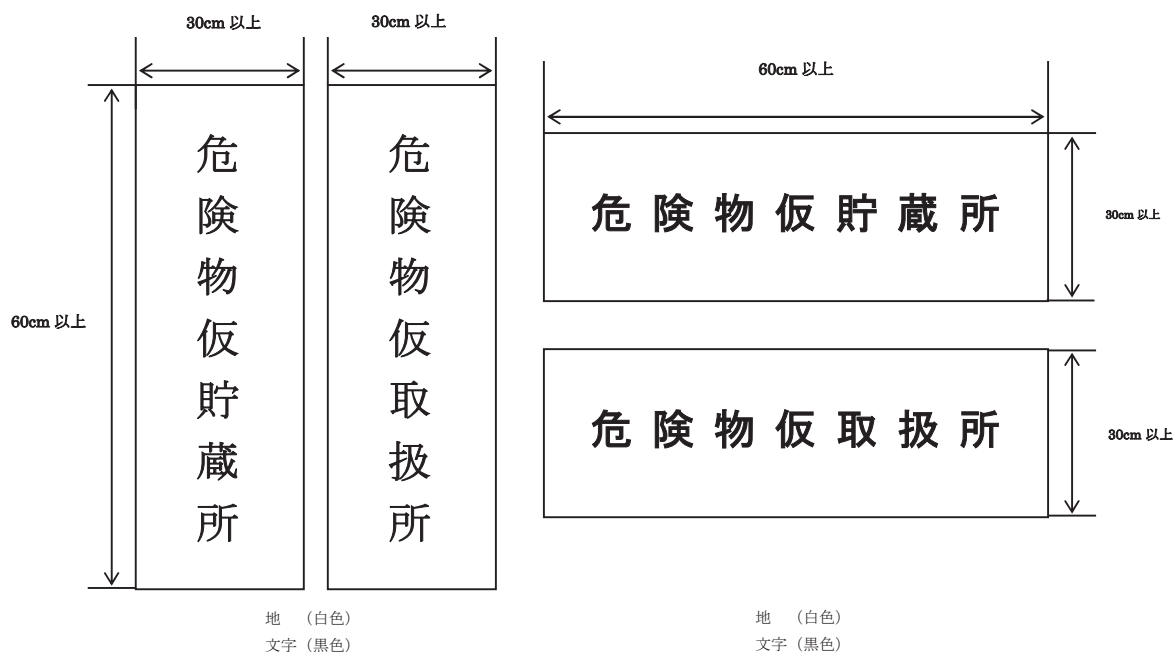 30cm 以上
30cm 以上
60cm 以上
危険物仮貯蔵所
危険物仮取扱所
地　（白色）
文字（黒色）
60cm 以上
危険物仮貯蔵所
30cm 以上
危険物仮取扱所
30cm 以上
地　（白色）
文字（黒色）